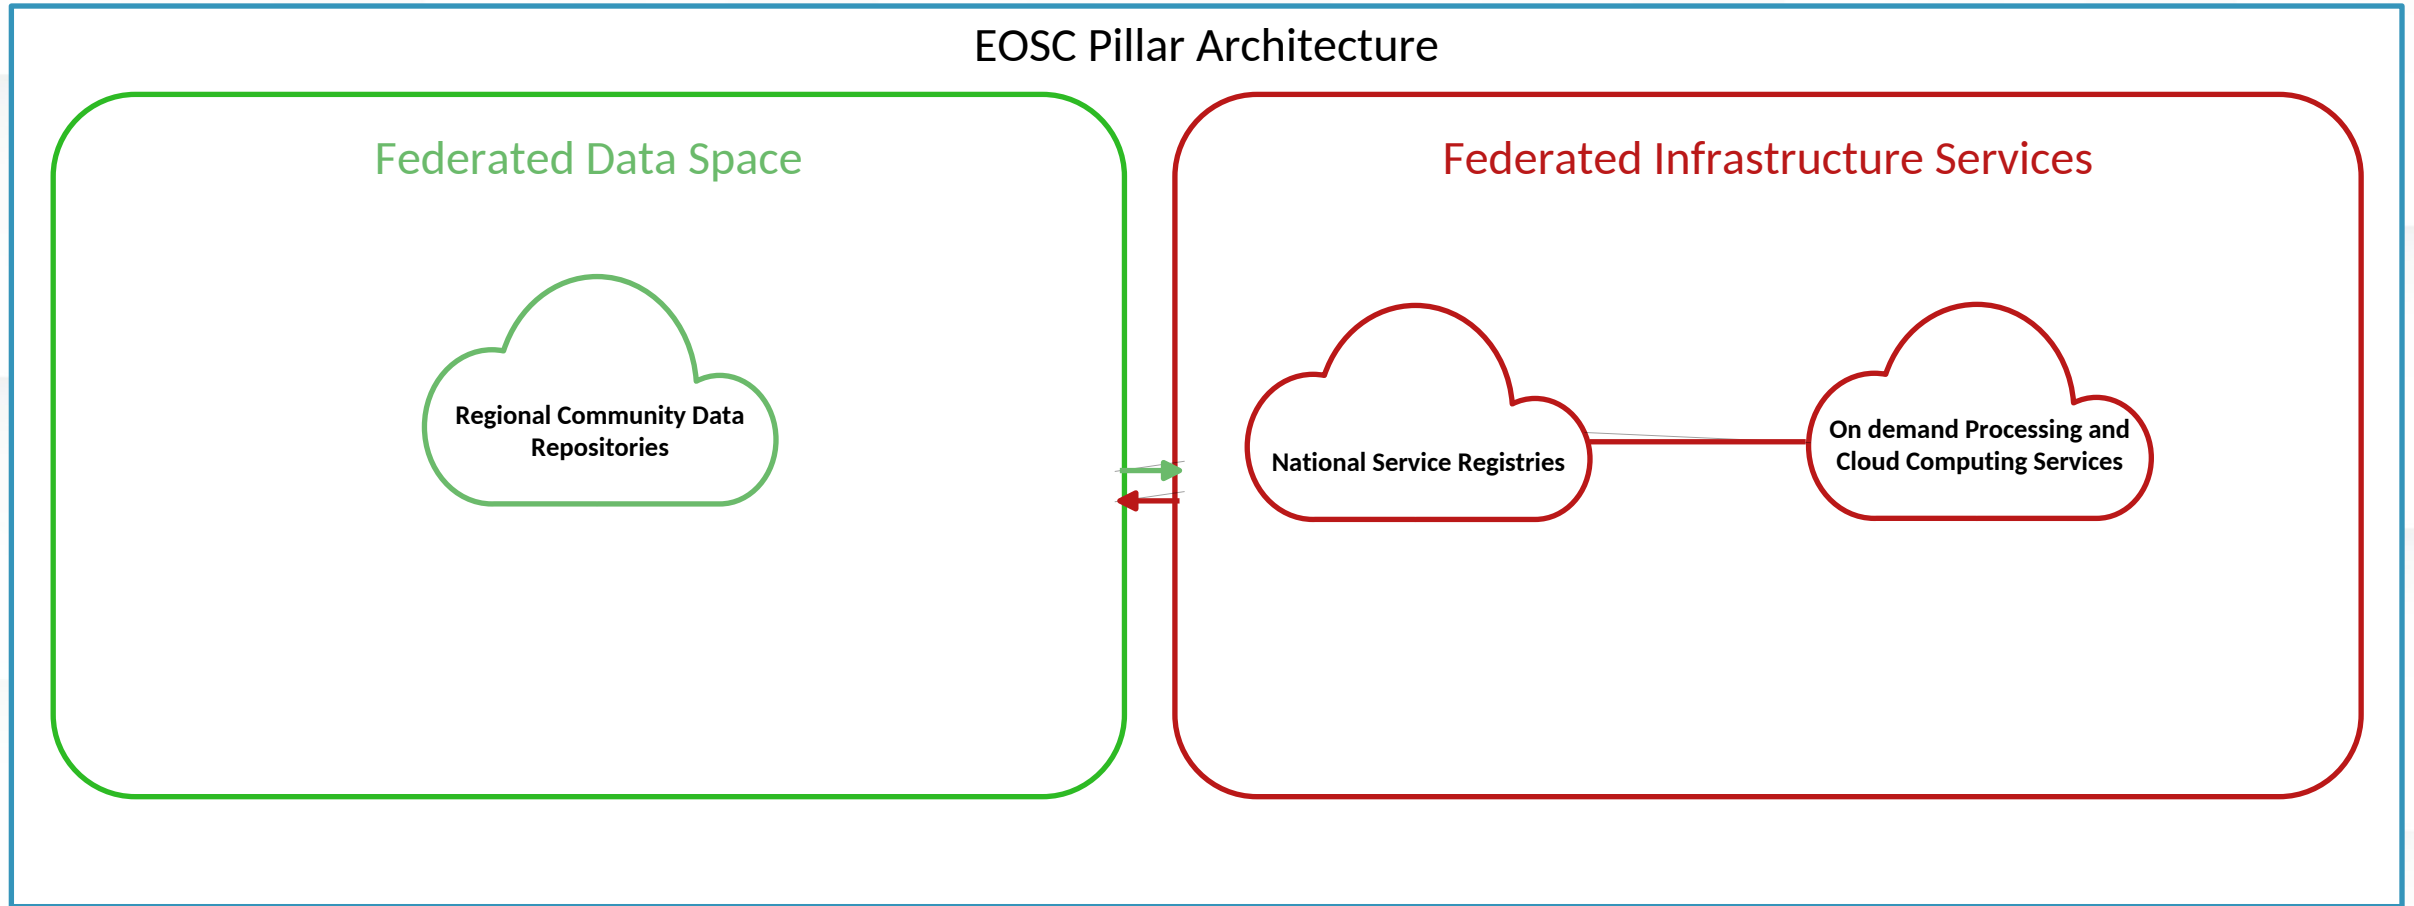 EOSC Pillar Architecture
Federated Data Space
Regional Community Data
Repositories
Federated Infrastructure Services
National Service Registries
On demand Processing and
Cloud Computing Services